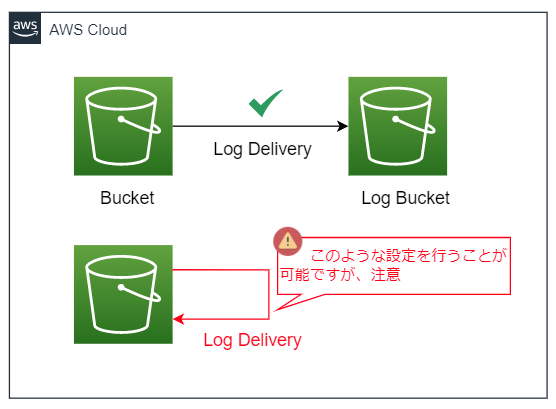 aws
AWS Cloud
Log Delivery
Bucket
Log Bucket
このような設定を行うことが
可能ですが、注意
Log Delivery